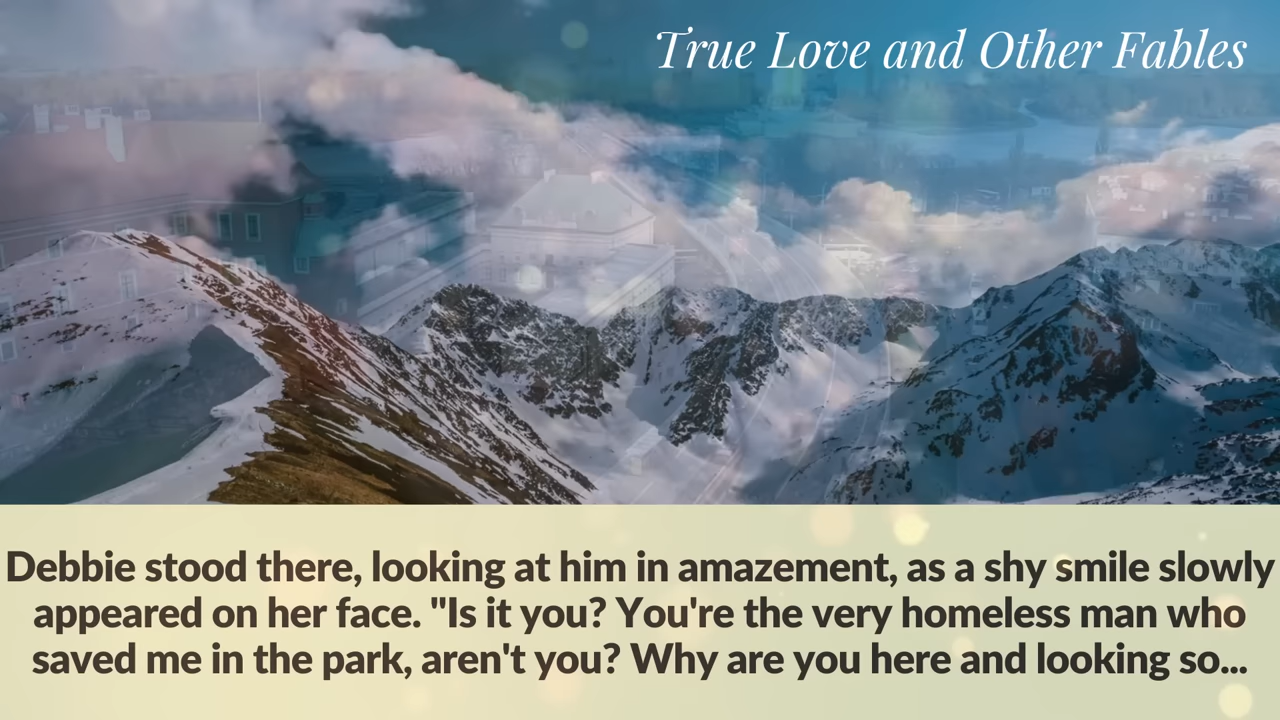 True Love and Other Fables
Debbie stood there, looking at him in amazement, as a shy smile slowly
appeared on her face. "Is it you? You're the very homeless man who
saved me in the park, aren't you? Why are you here and looking so...